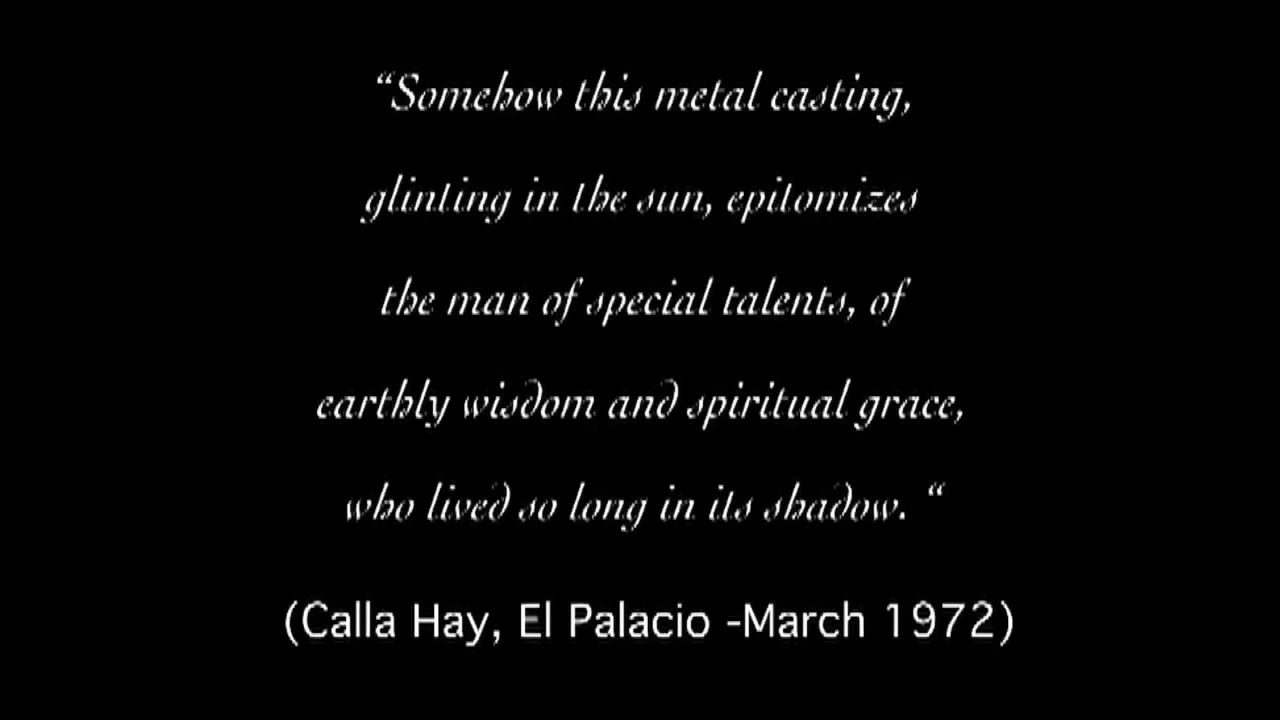 “Somehow this metal casting,
glinting in the sun, epitomizes
the man of special talents, of
earthly wisdom and spiritual grace,
who lived so long in its shadow. “
(Calla Hay, El Palacio -March 1972)